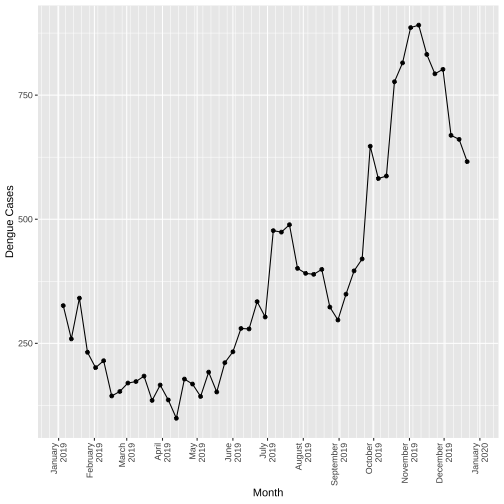 Dengue Cases
750
500
250
January
2019
February
2019
March
2019
April
2019
May
2019
June
2019
July
2019
August
2019
September
2019
October
2019
November
2019
December
2019
January
2020
Month